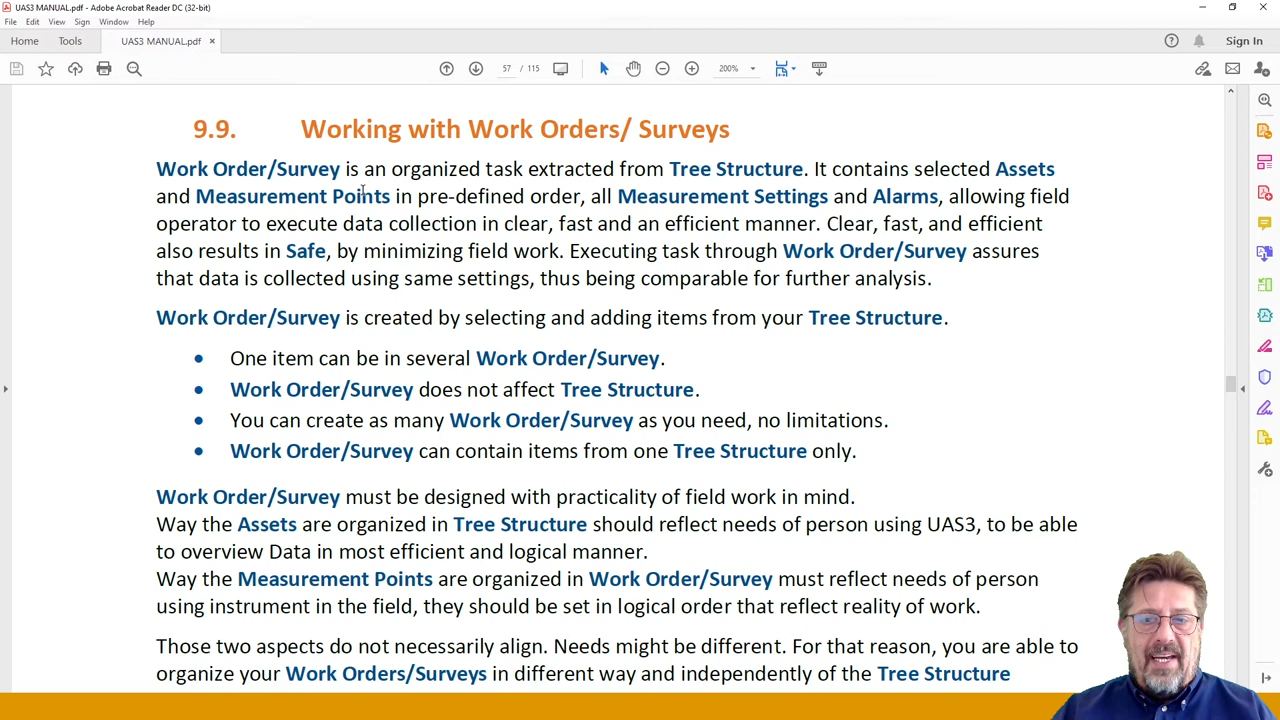 UAS3 MANUAL.pdf - Adobe Acrobat Reader DC (32-bit)
File Edit View Sign Window Help
Home Tools UAS3 MANUAL.pdf × Sign In
57 / 115 200%
9.9. Working with Work Orders/ Surveys
Work Order/Survey is an organized task extracted from Tree Structure. It contains selected Assets
and Measurement Points in pre-defined order, all Measurement Settings and Alarms, allowing field
operator to execute data collection in clear, fast and an efficient manner. Clear, fast, and efficient
also results in Safe, by minimizing field work. Executing task through Work Order/Survey assures
that data is collected using same settings, thus being comparable for further analysis.
Work Order/Survey is created by selecting and adding items from your Tree Structure.
• One item can be in several Work Order/Survey.
• Work Order/Survey does not affect Tree Structure.
• You can create as many Work Order/Survey as you need, no limitations.
• Work Order/Survey can contain items from one Tree Structure only.
Work Order/Survey must be designed with practicality of field work in mind.
Way the Assets are organized in Tree Structure should reflect needs of person using UAS3, to be able
to overview Data in most efficient and logical manner.
Way the Measurement Points are organized in Work Order/Survey must reflect needs of person
using instrument in the field, they should be set in logical order that reflect reality of work.
Those two aspects do not necessarily align. Needs might be different. For that reason, you are able to
organize your Work Orders/Surveys in different way and independently of the Tree Structure